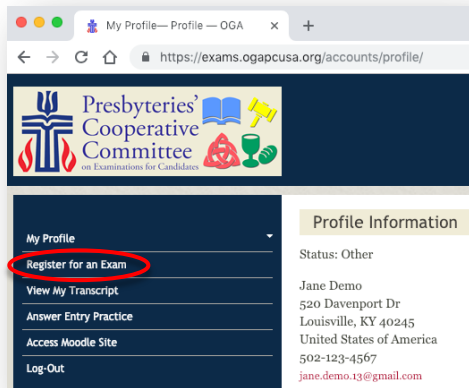 My Profile— Profile — OGA
https://exams.ogapcusa.org/accounts/profile/
Presbyteries'
Cooperative
Committee
on Examinations for Candidates
My Profile
Register for an Exam
View My Transcript
Answer Entry Practice
Access Moodle Site
Log-Out
Profile Information
Status: Other
Jane Demo
520 Davenport Dr
Louisville, KY 40245
United States of America
502-123-4567
jane.demo.13@gmail.com